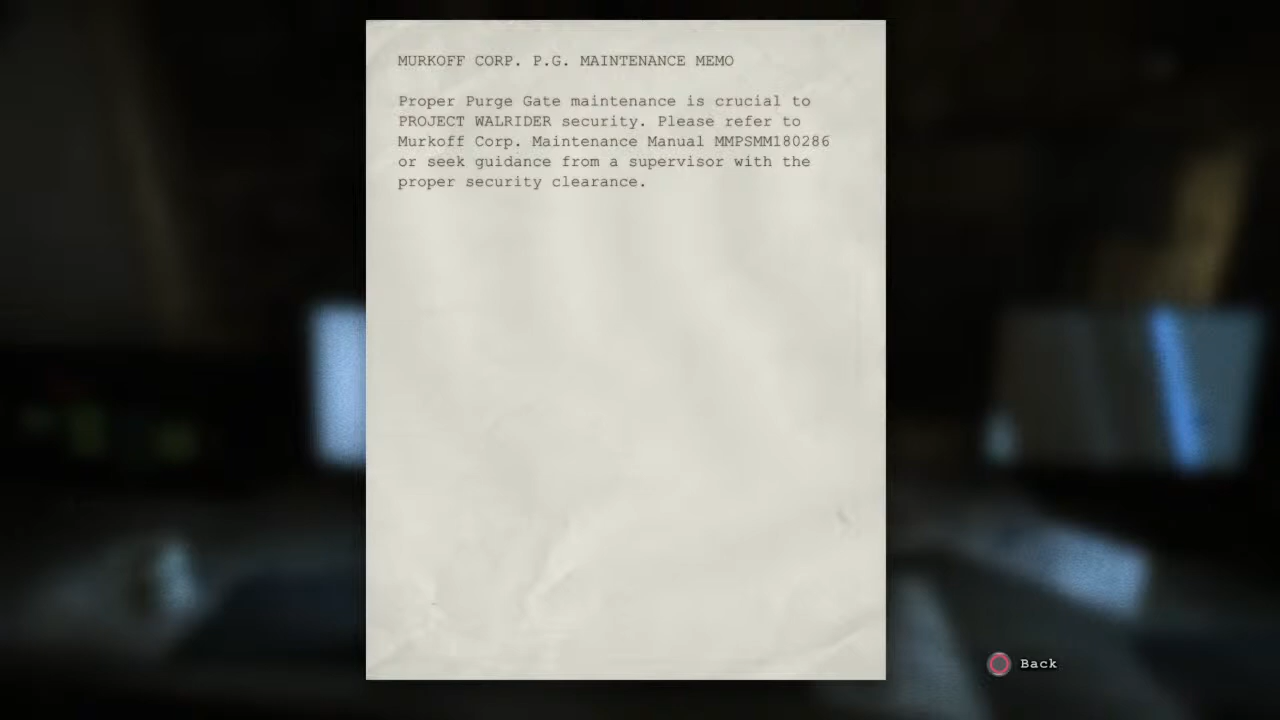 MURKOFF CORP. P.G. MAINTENANCE MEMO
Proper Purge Gate maintenance is crucial to
PROJECT WALRIDER security. Please refer to
Murkoff Corp. Maintenance Manual MMPSMM180286
or seek guidance from a supervisor with the
proper security clearance.
Back